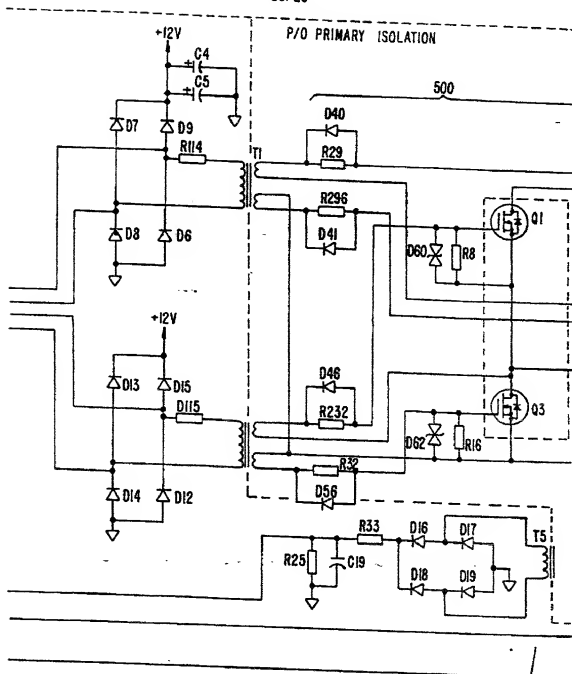 +12V
P/O PRIMARY ISOLATION
C4
C5
500
D40
D7
D9
R114
T1
R29
R296
Q1
D8
D6
D41
D60
R8
+12V
D46
D13
D15
D115
R232
Q3
D62
R16
R32
D14
D12
D56
R33
D16
D17
T5
R25
C19
D18
D19